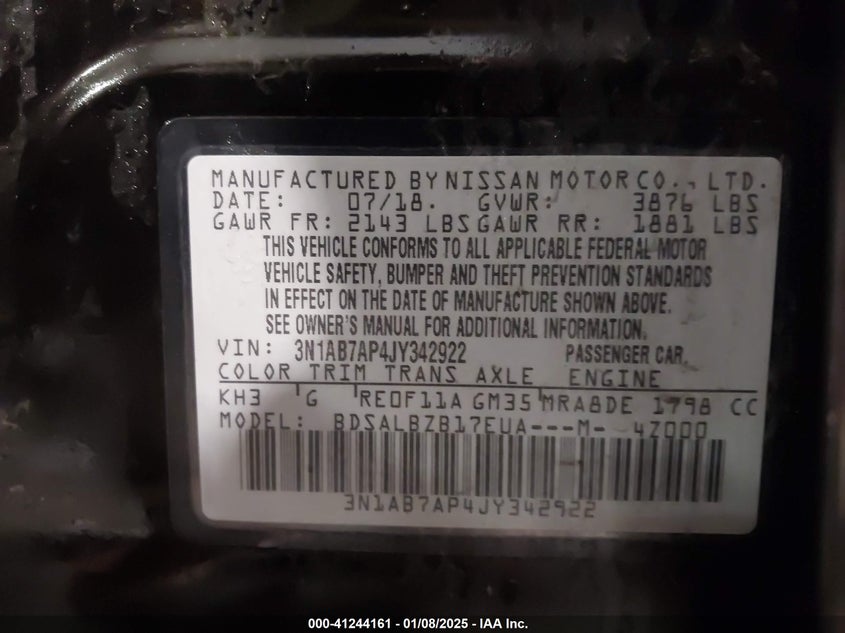 MANUFACTURED BY NISSAN MOTOR CO., LTD.
DATE: 07/18. GVWR: 3876 LBS
GAWR FR: 2143 LBS GAWR RR: 1881 LBS
THIS VEHICLE CONFORMS TO ALL APPLICABLE FEDERAL MOTOR
VEHICLE SAFETY, BUMPER AND THEFT PREVENTION STANDARDS
IN EFFECT ON THE DATE OF MANUFACTURE SHOWN ABOVE.
SEE OWNER'S MANUAL FOR ADDITIONAL INFORMATION.
VIN: 3N1AB7AP4JY342922 PASSENGER CAR.
COLOR TRIM TRANS AXLE ENGINE
KH3 G RE0F11A GM35 MRA8DE 1798 CC
MODEL: BDSALBZB17EUA---M- 4Z000
3N1AB7AP4JY342922
000-41244161 - 01/08/2025 - IAA Inc.